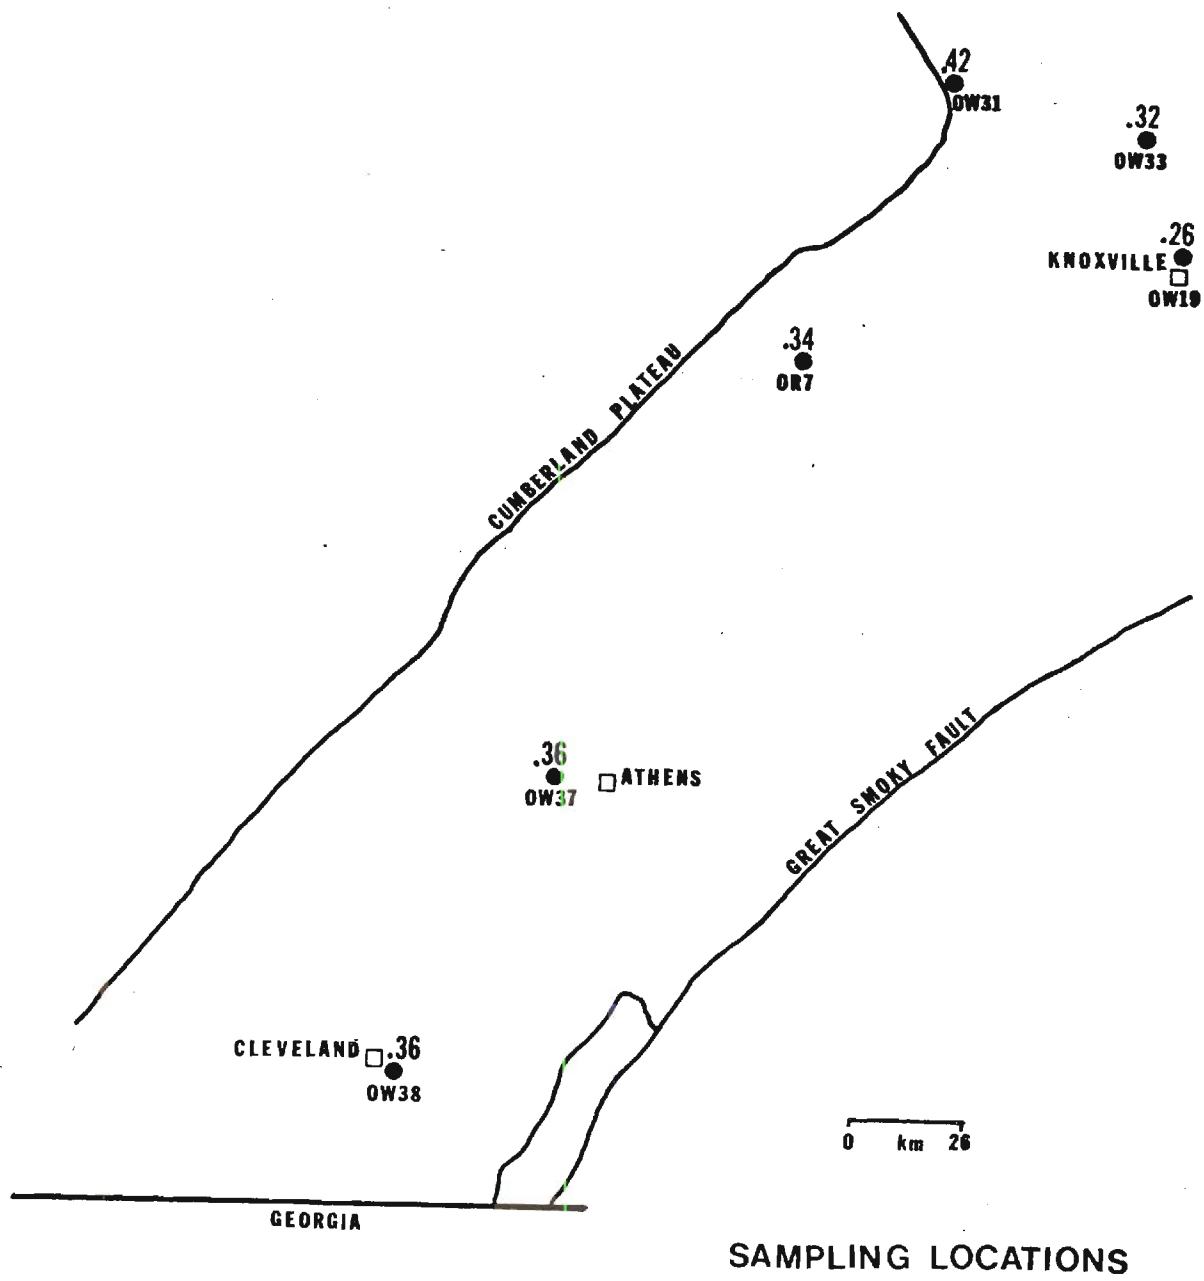 .42
OW31
.32
OW33
.26
KNOXVILLE
OW19
.34
OR7
CUMBERLAND PLATEAU
GREAT SMOKY FAULT
.36
ATHENS
OW37
CLEVELAND
.36
OW38
0 km 26
GEORGIA
SAMPLING LOCATIONS